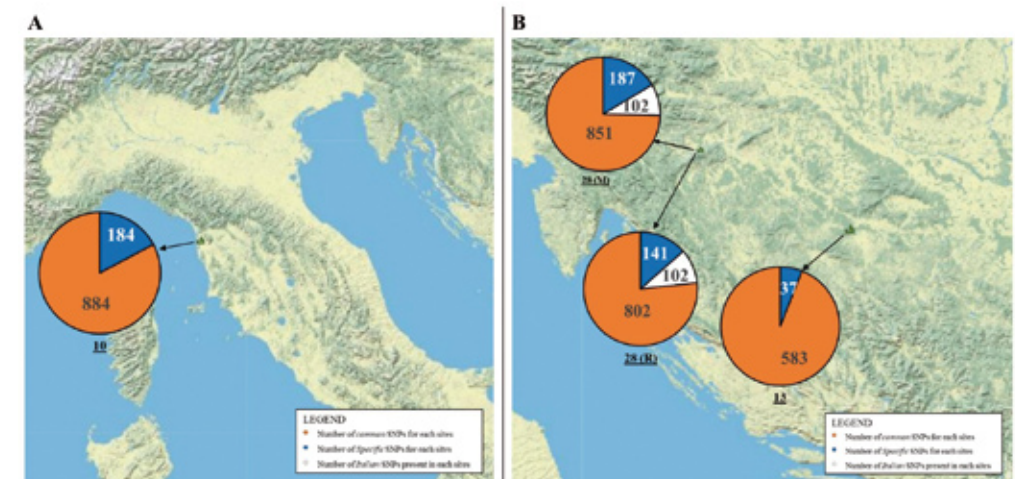 A
B
184
884
10
187
102
851
28 (M)
141
102
802
28 (R)
37
583
13
LEGEND
Number of common SNPs for each sites
Number of Specific SNPs for each sites
Number of Italian SNPs present in each sites
LEGEND
Number of common SNPs for each sites
Number of Specific SNPs for each sites
Number of Italian SNPs present in each sites